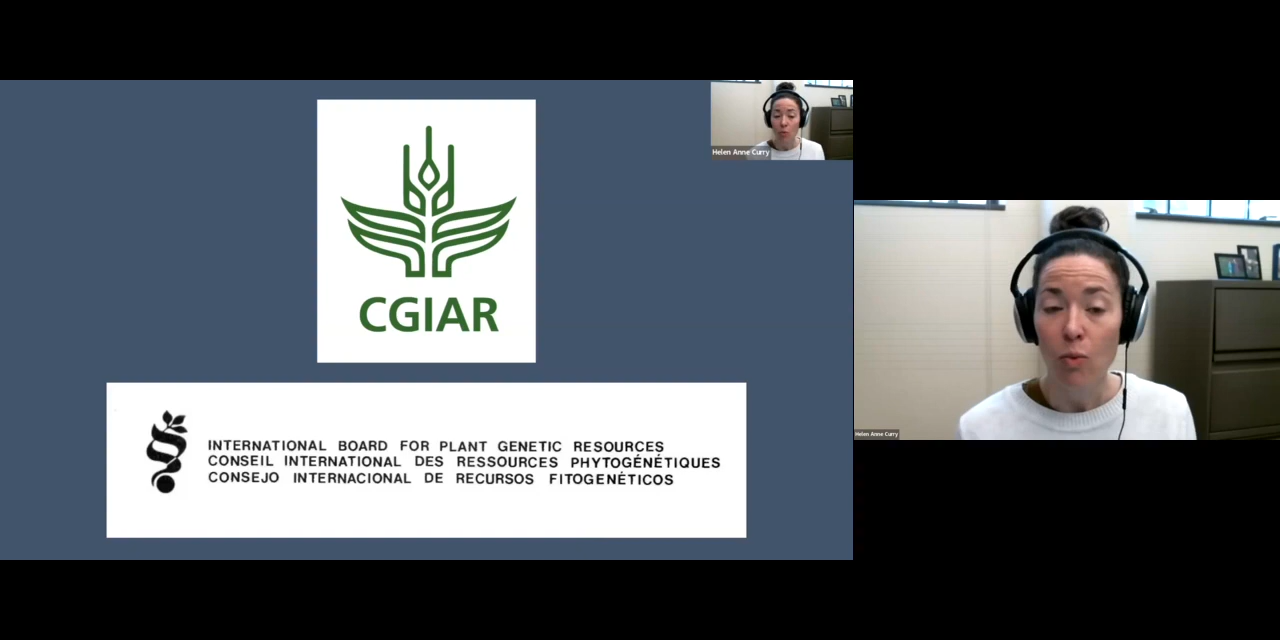 CGIAR
INTERNATIONAL BOARD FOR PLANT GENETIC RESOURCES
CONSEIL INTERNATIONAL DES RESSOURCES PHYTOGÉNÉTIQUES
CONSEJO INTERNACIONAL DE RECURSOS FITOGENÉTICOS
Helen Anne Curry
Helen Anne Curry